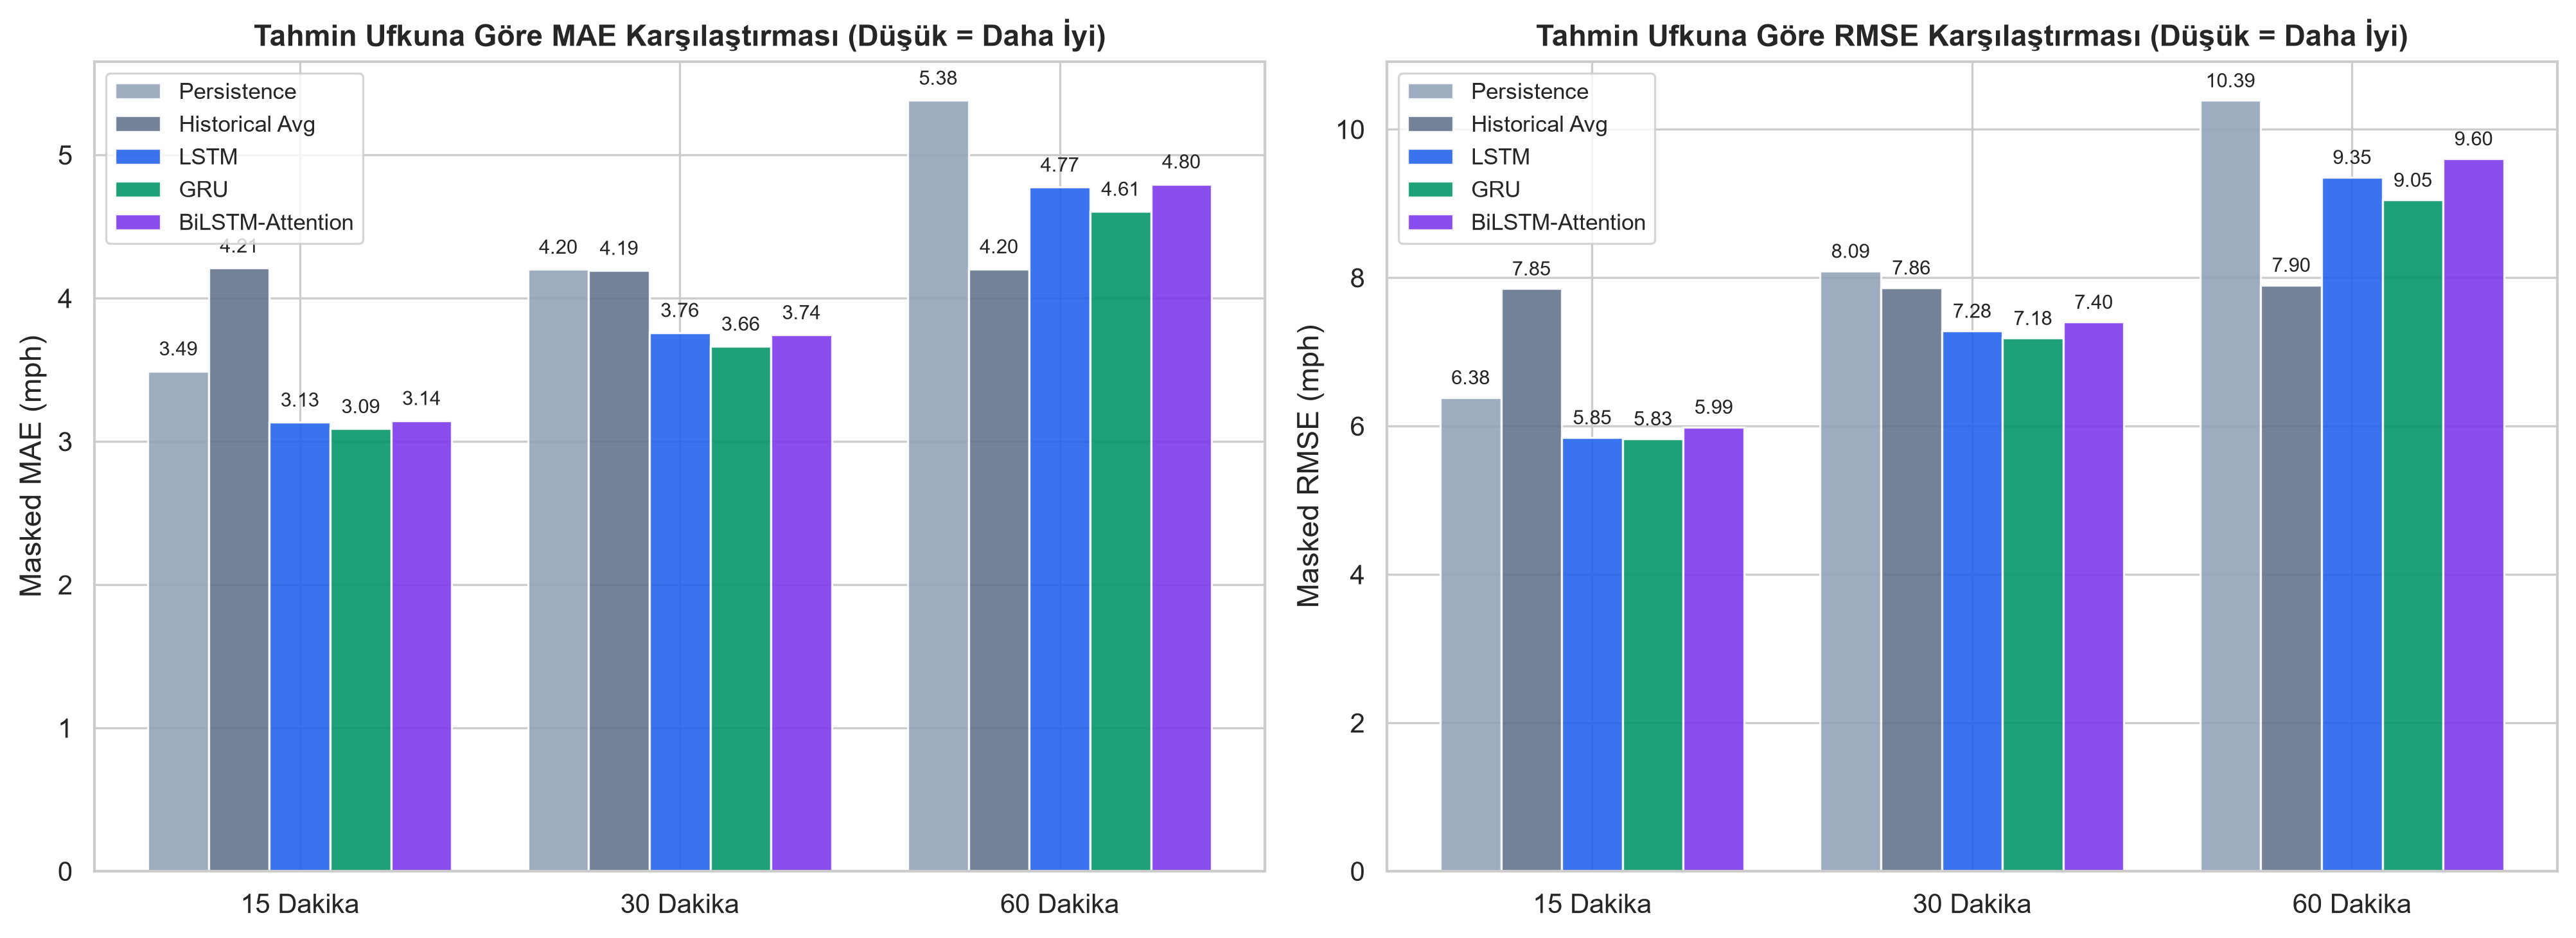 Tahmin Ufkuna Göre MAE Karşılaştırması (Düşük = Daha İyi)
Masked MAE (mph)
5
4
3
2
1
0
Persistence
Historical Avg
LSTM
GRU
BiLSTM-Attention
3.49
4.21
3.13
3.09
3.14
4.20
4.19
3.76
3.66
3.74
5.38
4.20
4.77
4.61
4.80
15 Dakika
30 Dakika
60 Dakika
Tahmin Ufkuna Göre RMSE Karşılaştırması (Düşük = Daha İyi)
Masked RMSE (mph)
10
8
6
4
2
0
Persistence
Historical Avg
LSTM
GRU
BiLSTM-Attention
6.38
7.85
5.85
5.83
5.99
8.09
7.86
7.28
7.18
7.40
10.39
7.90
9.35
9.05
9.60
15 Dakika
30 Dakika
60 Dakika